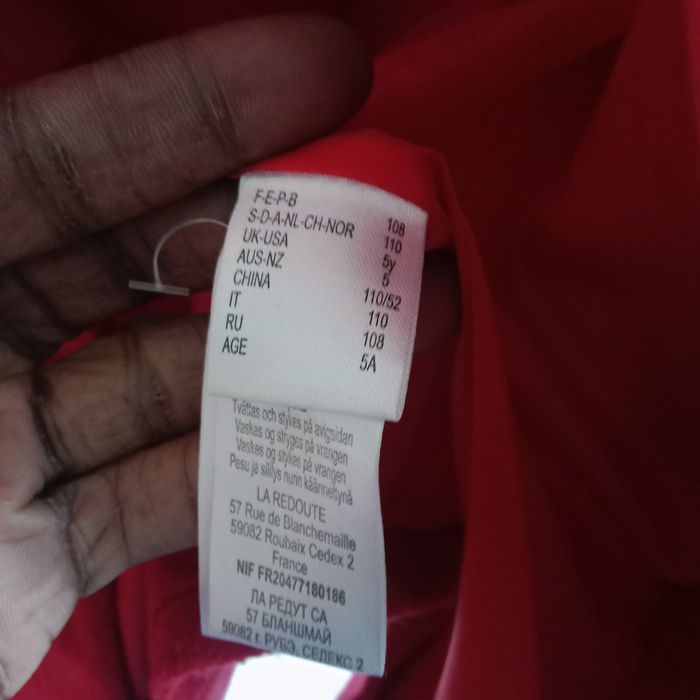 F-E-P-B 108
S-D-A-NL-CH-NOR 110
UK-USA 5y
AUS-NZ 5
CHINA 110/52
IT 110
RU 108
AGE 5A
Tvättas och stykes på avigsidan
Vaskes og stryges på vrangen
Vaskes og stykes på vrangen
Pesu ja silitys nunn käännettynä
LA REDOUTE
57 Rue de Blanchemaille
59082 Roubaix Cedex 2
France
NIF FR20477180186
ЛА РЕДУТ СА
57 БЛАНШМАЙ
59082 г. РУБЭ, СЕДЕКС 2